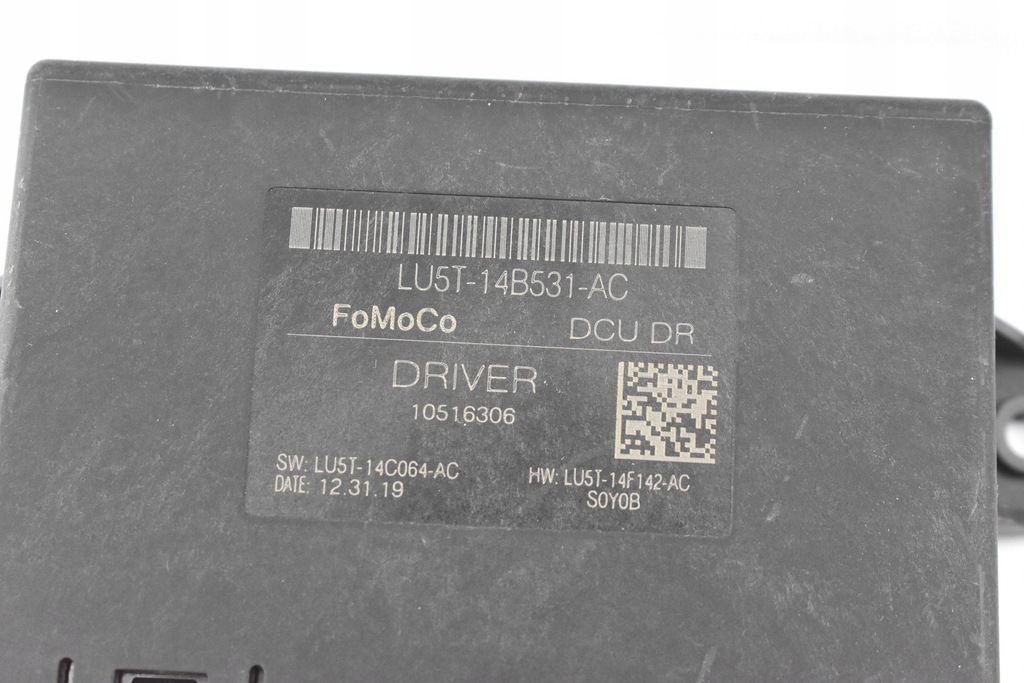 LU5T-14B531-AC
FoMoCo DCU DR
DRIVER
10516306
SW: LU5T-14C064-AC HW: LU5T-14F142-AC
DATE: 12.31.19 S0Y0B